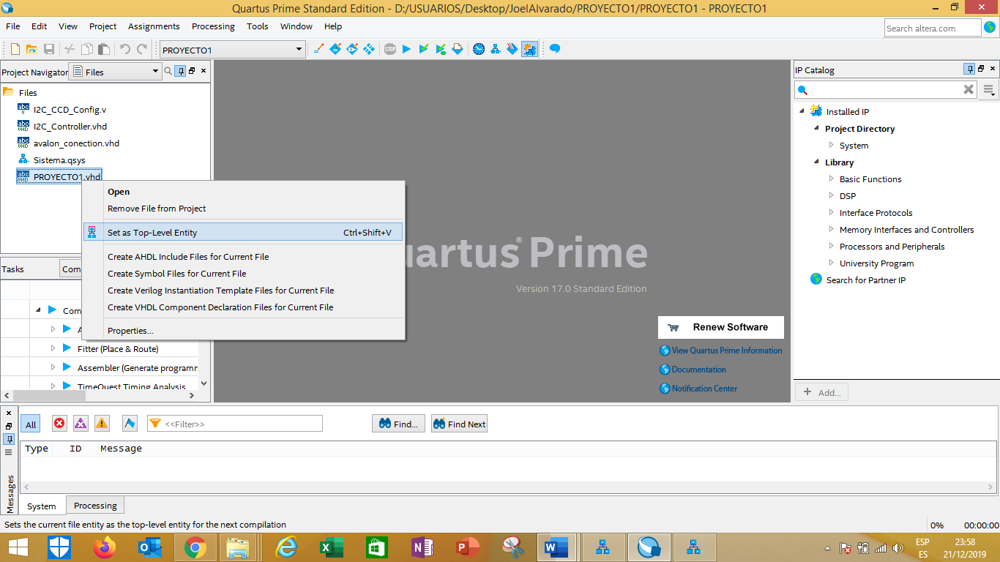 Quartus Prime Standard Edition - D:/USUARIOS/Desktop/JoelAlvarado/PROYECTO1/PROYECTO1 - PROYECTO1
File Edit View Project Assignments Processing Tools Window Help
Search altera.com
PROYECTO1
STOP
Project Navigator Files
IP Catalog
Files
I2C_CCD_Config.v
I2C_Controller.vhd
avalon_conection.vhd
Sistema.qsys
PROYECTO1.vhd
Open
Remove File from Project
Set as Top-Level Entity Ctrl+Shift+V
Create AHDL Include Files for Current File
Create Symbol Files for Current File
Create Verilog Instantiation Template Files for Current File
Create VHDL Component Declaration Files for Current File
Properties...
Installed IP
Project Directory
System
Library
Basic Functions
DSP
Interface Protocols
Memory Interfaces and Controllers
Processors and Peripherals
University Program
Search for Partner IP
Add...
uartus® Prime
Version 17.0 Standard Edition
Renew Software
View Quartus Prime Information
Documentation
Notification Center
Tasks Com
Com
A
Fitter (Place & Route)
Assembler (Generate programm
TimeQuest Timing Analysis
All <<Filter>> Find... Find Next
Type ID Message
Messages
System Processing
Sets the current file entity as the top-level entity for the next compilation
0% 00:00:00
ESP
ES
23:58
21/12/2019